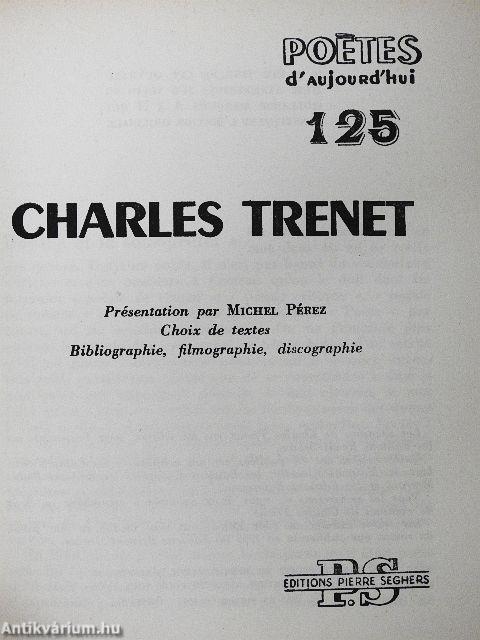 POËTES
d'aujourd'hui
125
CHARLES TRENET
Présentation par MICHEL PÉREZ
Choix de textes
Bibliographie, filmographie, discographie
P.S
EDITIONS PIERRE SEGHERS
Antikvárium.hu